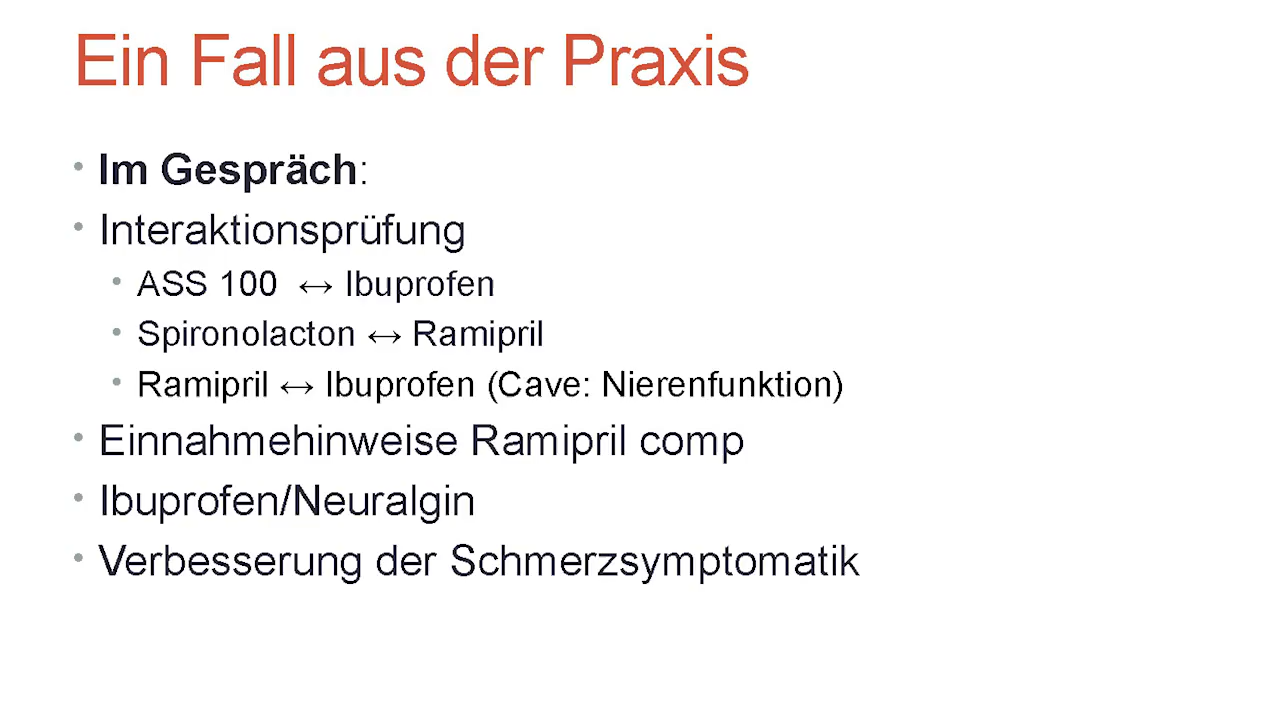 Ein Fall aus der Praxis
• Im Gespräch:
• Interaktionsprüfung
• ASS 100 ↔ Ibuprofen
• Spironolacton ↔ Ramipril
• Ramipril ↔ Ibuprofen (Cave: Nierenfunktion)
• Einnahmehinweise Ramipril comp
• Ibuprofen/Neuralgin
• Verbesserung der Schmerzsymptomatik